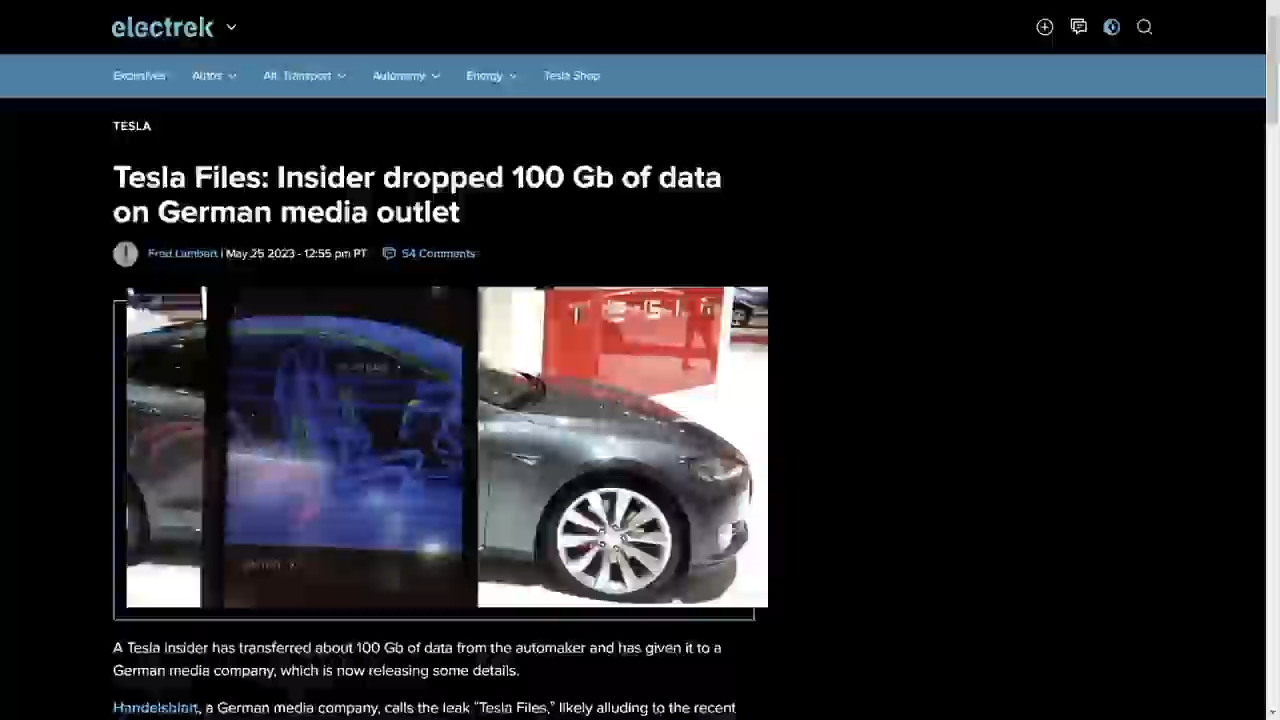 electrek
Exclusives Autos Alt. Transport Autonomy Energy Tesla Shop
TESLA
Tesla Files: Insider dropped 100 Gb of data
on German media outlet
Fred Lambert | May 25 2023 - 12:55 pm PT 54 Comments
TESLA
A Tesla insider has transferred about 100 Gb of data from the automaker and has given it to a
German media company, which is now releasing some details.
Handelsblatt, a German media company, calls the leak “Tesla Files,” likely alluding to the recent